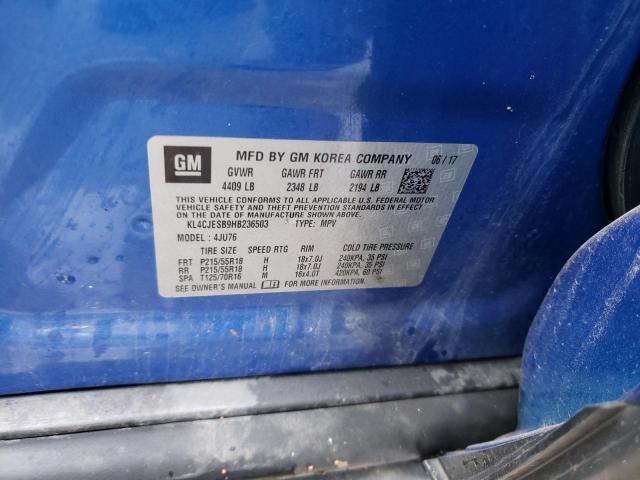 GM
MFD BY GM KOREA COMPANY 06/17
GVWR GAWR FRT GAWR RR
4409 LB 2348 LB 2194 LB
THIS VEHICLE CONFORMS TO ALL APPLICABLE U.S. FEDERAL MOTOR
VEHICLE SAFETY, BUMPER, AND THEFT PREVENTION STANDARDS IN
EFFECT ON THE DATE OF MANUFACTURE SHOWN ABOVE.
KL4CJESB9HB236503 TYPE: MPV
MODEL: 4JU76
TIRE SIZE SPEED RTG RIM COLD TIRE PRESSURE
FRT P215/55R18 H 18x7.0J 240KPA, 35 PSI
RR P215/55R18 H 18x7.0J 240KPA, 35 PSI
SPA T125/70R16 M 16x4.0T 420KPA, 60 PSI
SEE OWNER'S MANUAL FOR MORE INFORMATION.